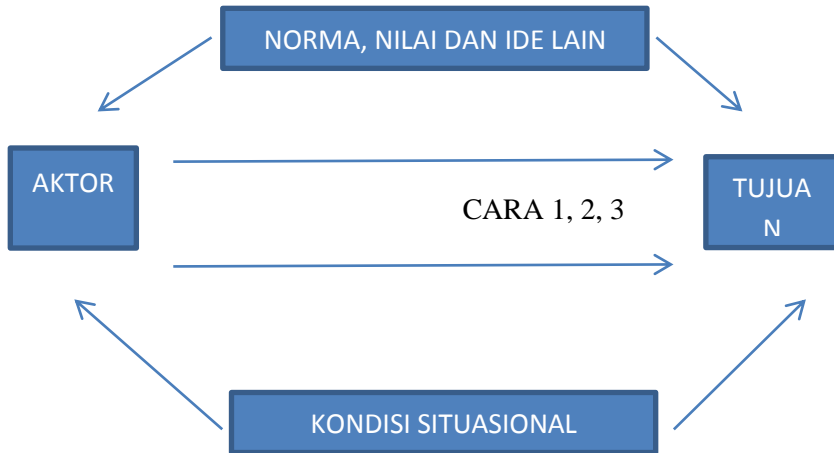 NORMA, NILAI DAN IDE LAIN
AKTOR
CARA 1, 2, 3
TUJUA
N
KONDISI SITUASIONAL